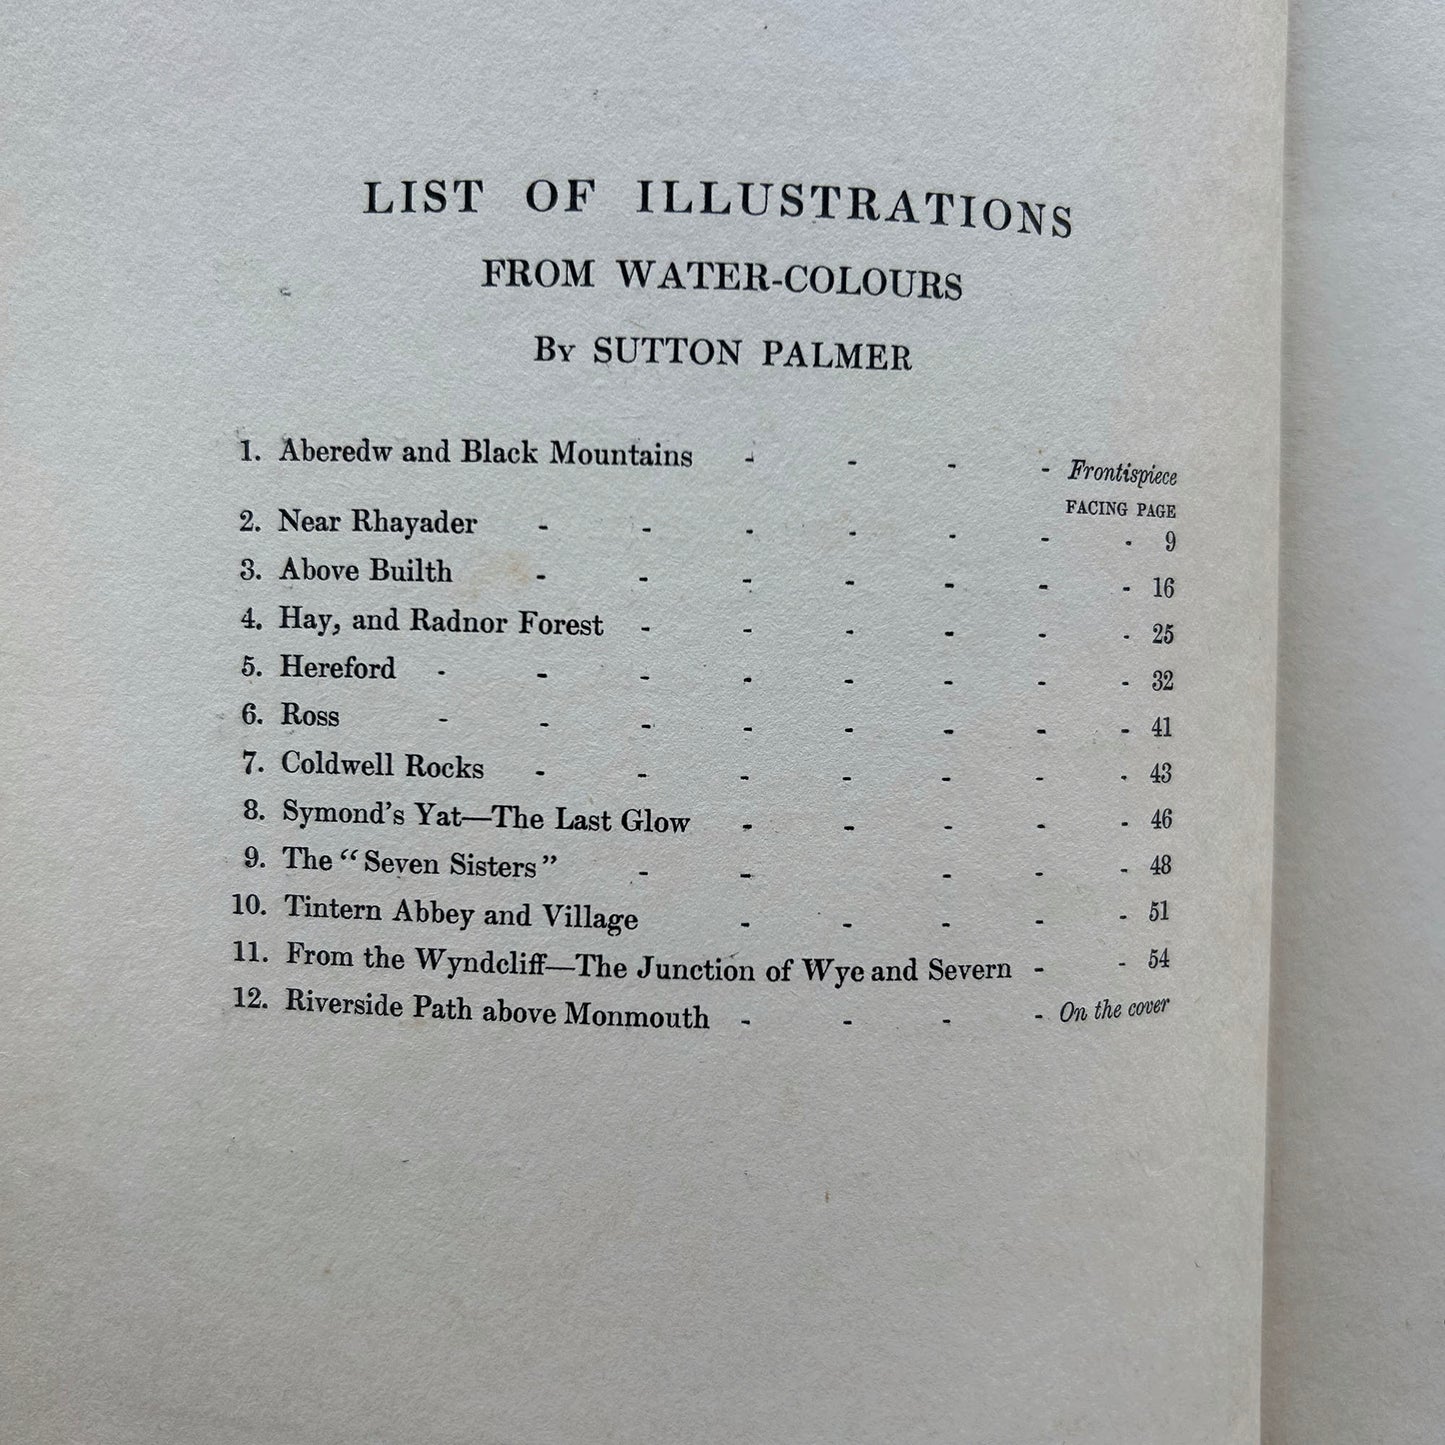 LIST OF ILLUSTRATIONS
FROM WATER-COLOURS
By SUTTON PALMER
1. Aberedw and Black Mountains - - - - Frontispiece
FACING PAGE
2. Near Rhayader - - - - - - - 9
3. Above Builth - - - - - - - 16
4. Hay, and Radnor Forest - - - - - - 25
5. Hereford - - - - - - - - 32
6. Ross - - - - - - - - 41
7. Coldwell Rocks - - - - - - - 43
8. Symond's Yat—The Last Glow - - - - - 46
9. The “Seven Sisters” - - - - - 48
10. Tintern Abbey and Village - - - - - 51
11. From the Wyndcliff—The Junction of Wye and Severn - - 54
12. Riverside Path above Monmouth - - - - On the cover